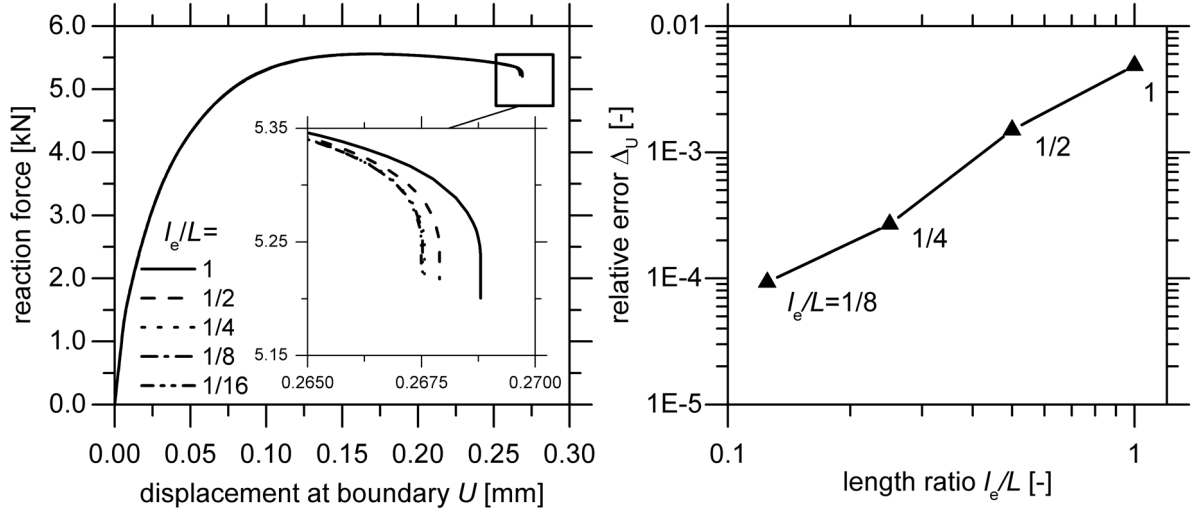 reaction force [kN]
6.0
5.0
4.0
3.0
2.0
1.0
0.0
0.00 0.05 0.10 0.15 0.20 0.25 0.30
displacement at boundary U [mm]
lₑ/L=
1
1/2
1/4
1/8
1/16
5.35
5.25
5.15
0.2650 0.2675 0.2700
relative error Δ_U [-]
0.01
1E-3
1E-4
1E-5
0.1 1
length ratio lₑ/L [-]
1
1/2
1/4
lₑ/L=1/8